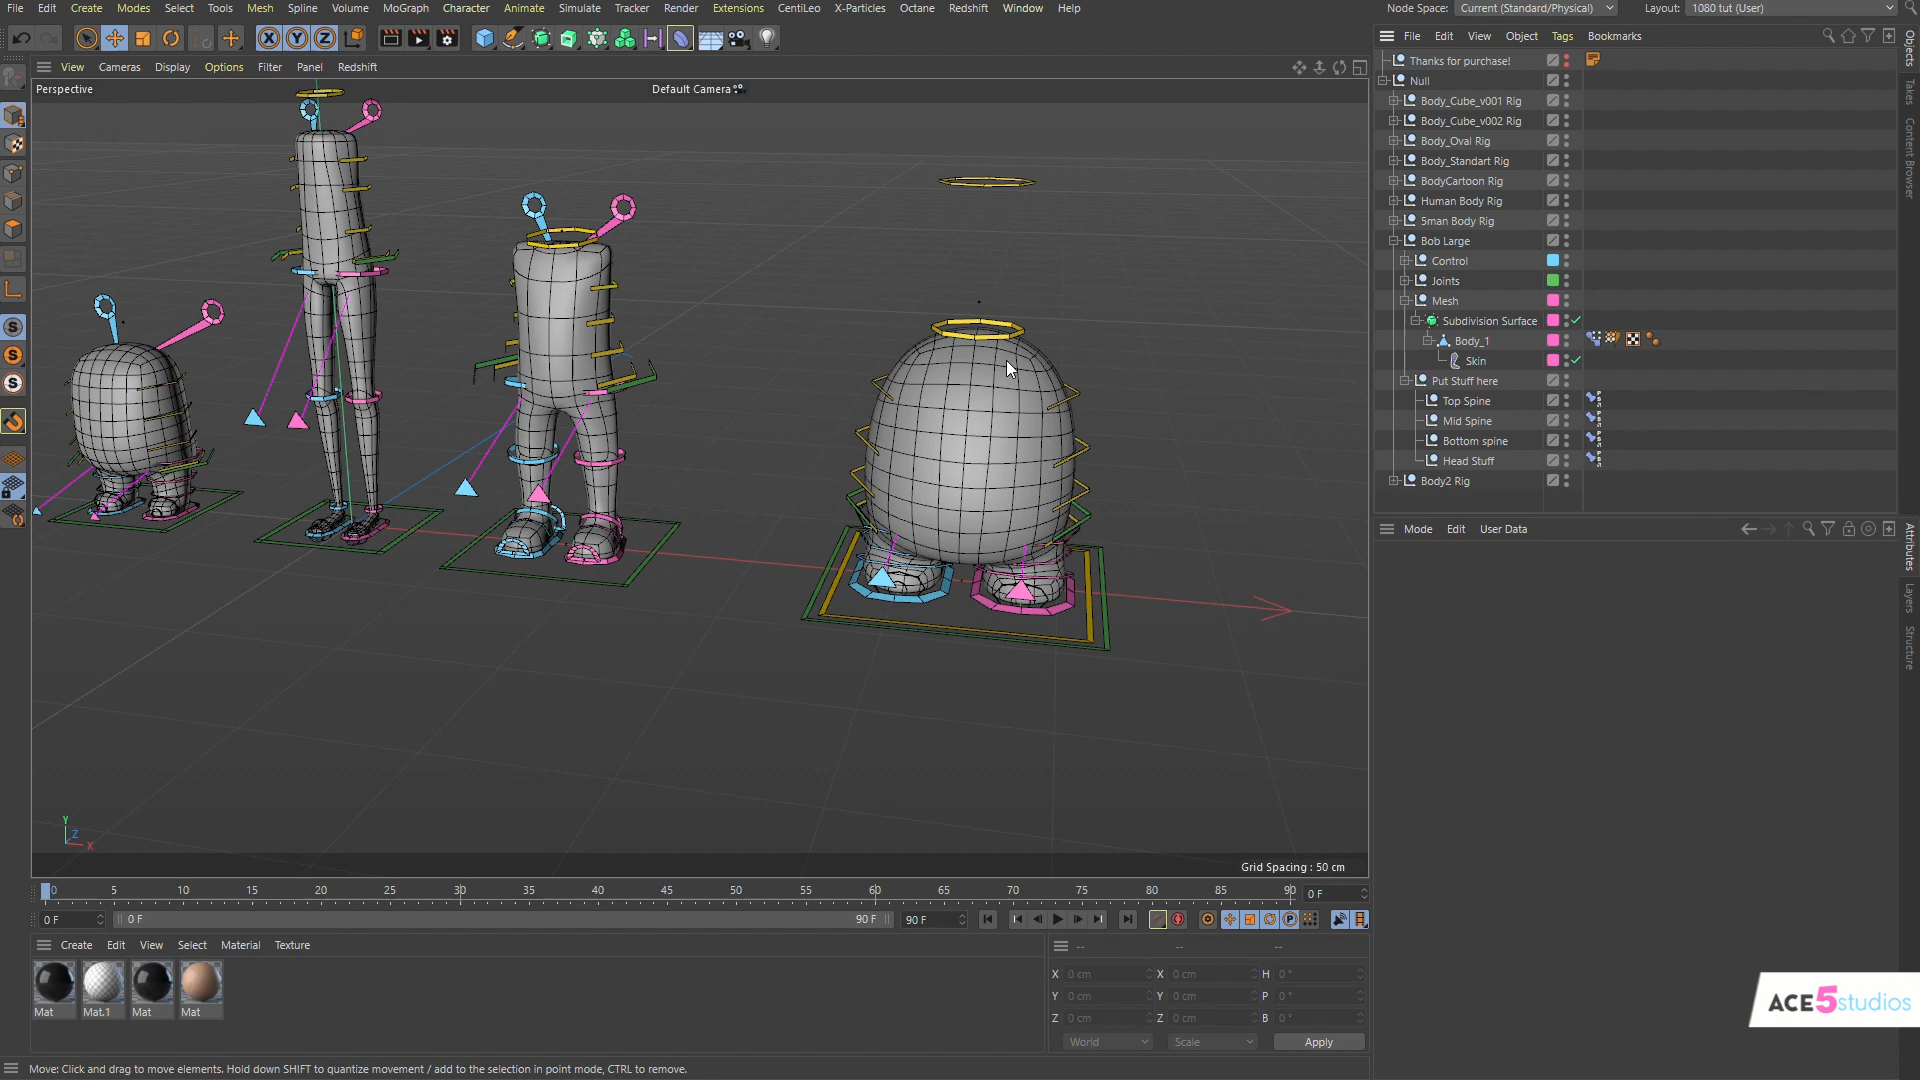 File Edit Create Modes Select Tools Mesh Spline Volume MoGraph Character Animate Simulate Tracker Render Extensions CentiLeo X-Particles Octane Redshift Window Help
Node Space: Current (Standard/Physical) Layout: 1080 tut (User)
View Cameras Display Options Filter Panel Redshift
Perspective
Default Camera
File Edit View Object Tags Bookmarks
Thanks for purchase!
Null
Body_Cube_v001 Rig
Body_Cube_v002 Rig
Body_Oval Rig
Body_Standart Rig
BodyCartoon Rig
Human Body Rig
5man Body Rig
Bob Large
Control
Joints
Mesh
Subdivision Surface
Body_1
Skin
Put Stuff here
Top Spine
Mid Spine
Bottom spine
Head Stuff
Body2 Rig
Objects
Takes
Content Browser
Mode Edit User Data
Attributes
Layers
Structure
Y
Z
X
Grid Spacing : 50 cm
0 5 10 15 20 25 30 35 40 45 50 55 60 65 70 75 80 85 90 0 F
0 F 0 F 90 F 90 F
Create Edit View Select Material Texture
Mat Mat.1 Mat Mat
-- -- --
X 0 cm X 0 cm H 0 °
Y 0 cm Y 0 cm P 0 °
Z 0 cm Z 0 cm B 0 °
World Scale Apply
ACE5studios
Move: Click and drag to move elements. Hold down SHIFT to quantize movement / add to the selection in point mode, CTRL to remove.